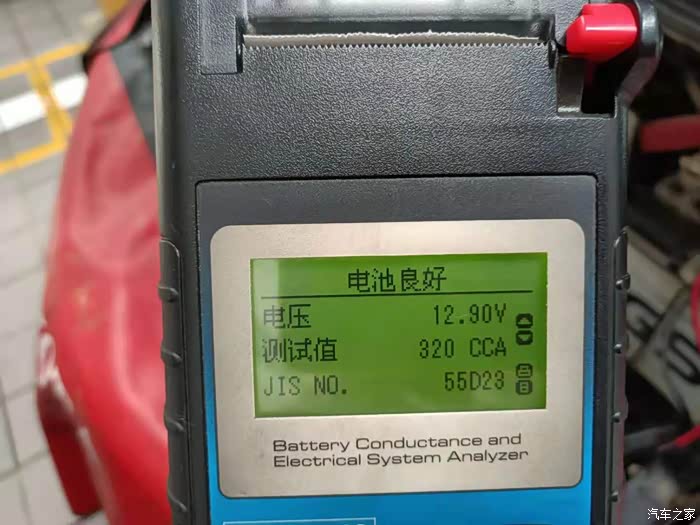 电池良好
电压 12.90V
测试值 320 CCA
JIS NO. 55D23
Battery Conductance and
Electrical System Analyzer
汽车之家